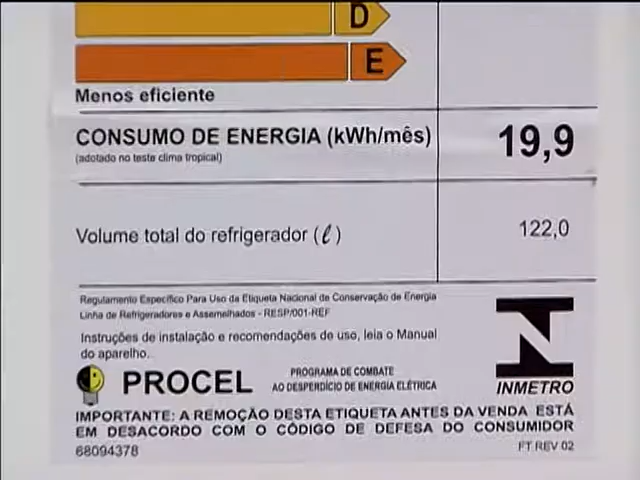 D
E
Menos eficiente
CONSUMO DE ENERGIA (kWh/mês) 19,9
(adotado no teste clima tropical)
Volume total do refrigerador (ℓ) 122,0
Regulamento Específico Para Uso da Etiqueta Nacional de Conservação de Energia
Linha de Refrigeradores e Assemelhados - RESP/001-REF
Instruções de instalação e recomendações de uso, leia o Manual
do aparelho.
PROCEL
PROGRAMA DE COMBATE
AO DESPERDÍCIO DE ENERGIA ELÉTRICA
INMETRO
IMPORTANTE: A REMOÇÃO DESTA ETIQUETA ANTES DA VENDA ESTÁ
EM DESACORDO COM O CÓDIGO DE DEFESA DO CONSUMIDOR
68094378 FT REV 02